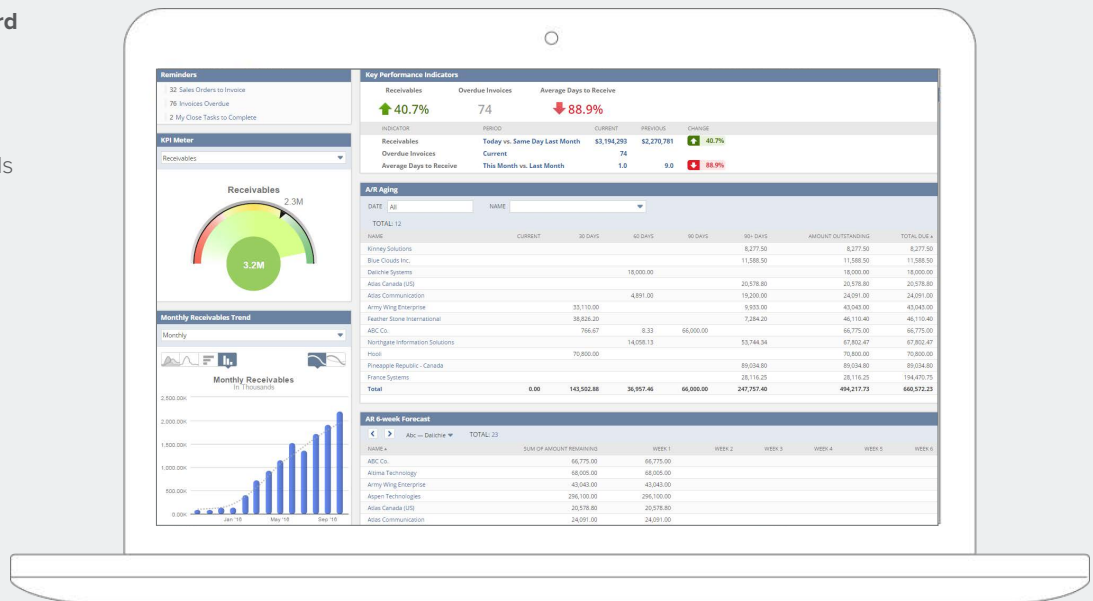 rd
ls
Reminders
32 Sales Orders to Invoice
76 Invoices Overdue
2 My Close Tasks to Complete
KPI Meter
Receivables
Receivables
2.3M
3.2M
Monthly Receivables Trend
Monthly
Monthly Receivables
In Thousands
2,500.00K
2,000.00K
1,500.00K
1,000.00K
500.00K
0.00K
Jan '16 May '16 Sep '16
Key Performance Indicators
Receivables Overdue Invoices Average Days to Receive
40.7% 74 88.9%
INDICATOR PERIOD CURRENT PREVIOUS CHANGE
Receivables Today vs. Same Day Last Month $3,194,293 $2,270,781 40.7%
Overdue Invoices Current 74
Average Days to Receive This Month vs. Last Month 1.0 9.0 88.9%
A/R Aging
DATE All NAME
TOTAL: 12
NAME CURRENT 30 DAYS 60 DAYS 90 DAYS 90+ DAYS AMOUNT OUTSTANDING TOTAL DUE
Kinney Solutions 8,277.50 8,277.50 8,277.50
Blue Clouds Inc. 11,588.50 11,588.50 11,588.50
Dalichie Systems 18,000.00 18,000.00 18,000.00
Atlas Canada (US) 20,578.80 20,578.80 20,578.80
Atlas Communication 4,891.00 19,200.00 24,091.00 24,091.00
Army Wing Enterprise 33,110.00 9,933.00 43,043.00 43,043.00
Feather Stone International 38,826.20 7,284.20 46,110.40 46,110.40
ABC Co. 766.67 8.33 66,000.00 66,775.00 66,775.00
Northgate Information Solutions 14,058.13 53,744.34 67,802.47 67,802.47
Hooli 70,800.00 70,800.00 70,800.00
Pineapple Republic - Canada 89,034.80 89,034.80 89,034.80
France Systems 28,116.25 28,116.25 194,470.75
Total 0.00 143,502.88 36,957.46 66,000.00 247,757.40 494,217.73 660,572.23
AR 6-week Forecast
Abc — Dalichie TOTAL: 23
NAME SUM OF AMOUNT REMAINING WEEK 1 WEEK 2 WEEK 3 WEEK 4 WEEK 5 WEEK 6
ABC Co. 66,775.00 66,775.00
Altima Technology 68,005.00 68,005.00
Army Wing Enterprise 43,043.00 43,043.00
Aspen Technologies 296,100.00 296,100.00
Atlas Canada (US) 20,578.80 20,578.80
Atlas Communication 24,091.00 24,091.00